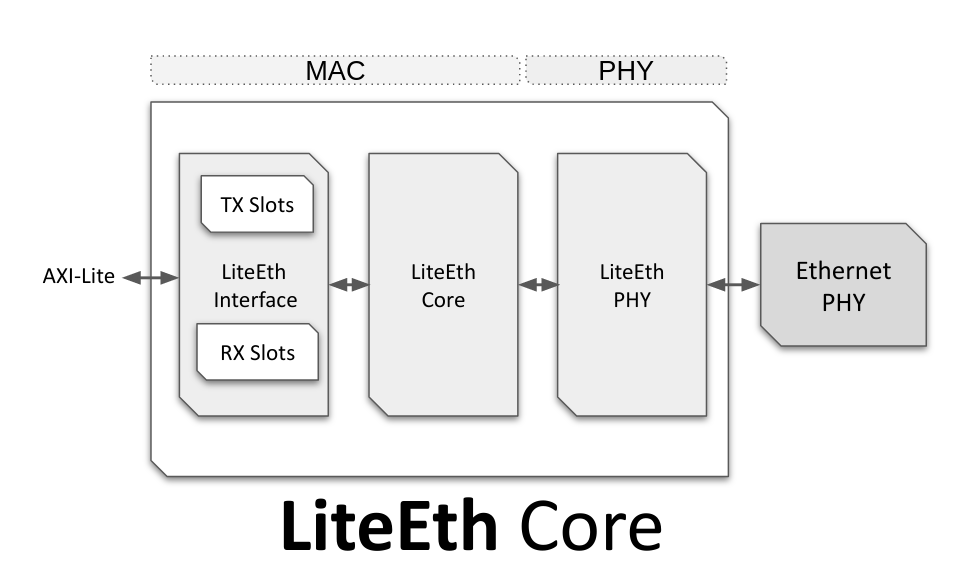 MAC
PHY
TX Slots
AXI-Lite
LiteEth
Interface
RX Slots
LiteEth
Core
LiteEth
PHY
Ethernet
PHY
LiteEth Core